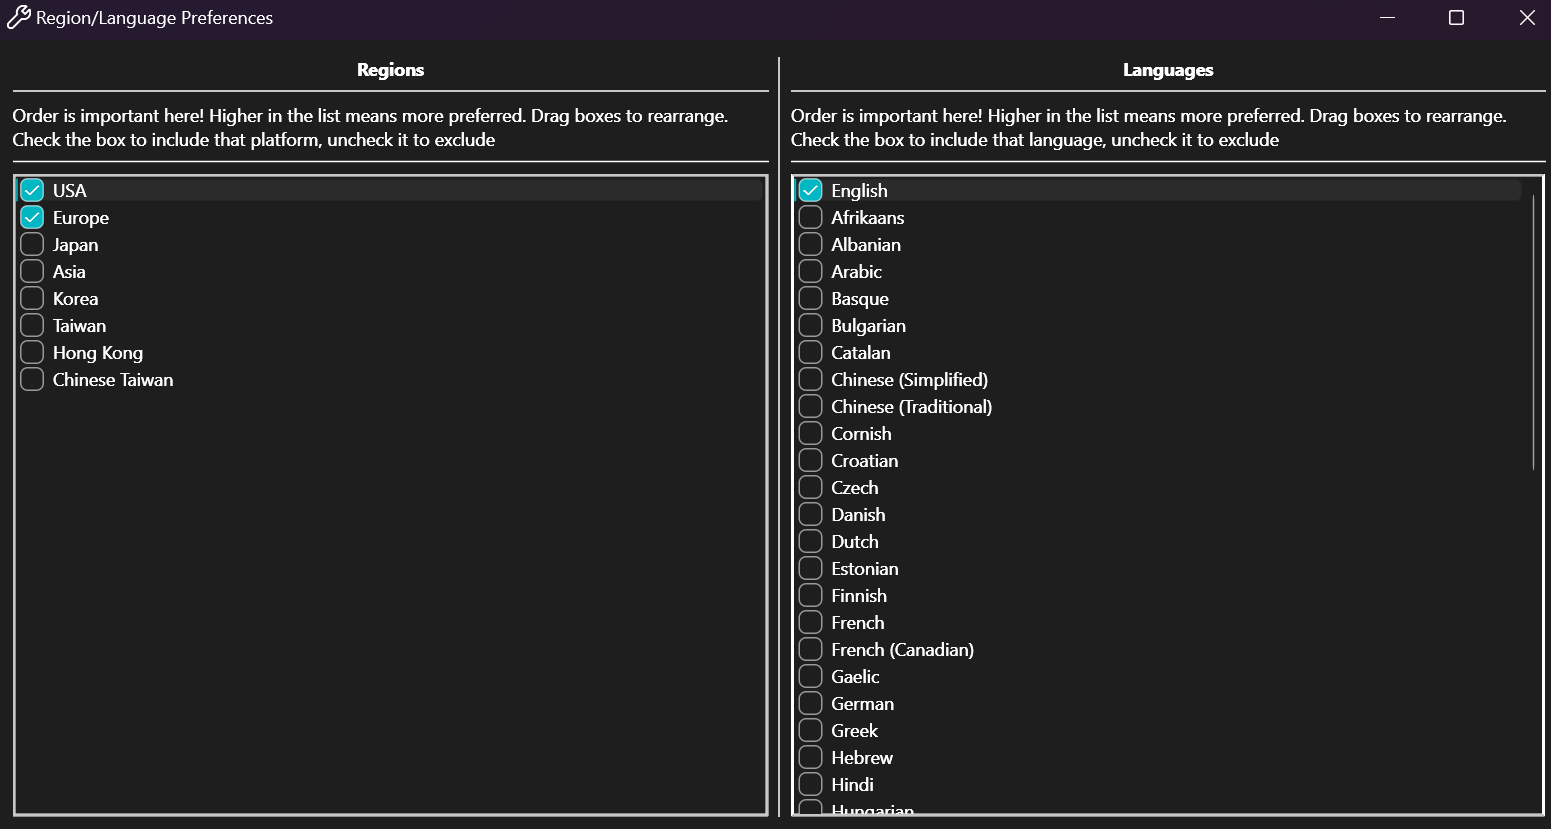 Region/Language Preferences
Regions
Order is important here! Higher in the list means more preferred. Drag boxes to rearrange.
Check the box to include that platform, uncheck it to exclude
USA
Europe
Japan
Asia
Korea
Taiwan
Hong Kong
Chinese Taiwan
Languages
Order is important here! Higher in the list means more preferred. Drag boxes to rearrange.
Check the box to include that language, uncheck it to exclude
English
Afrikaans
Albanian
Arabic
Basque
Bulgarian
Catalan
Chinese (Simplified)
Chinese (Traditional)
Cornish
Croatian
Czech
Danish
Dutch
Estonian
Finnish
French
French (Canadian)
Gaelic
German
Greek
Hebrew
Hindi
Hungarian